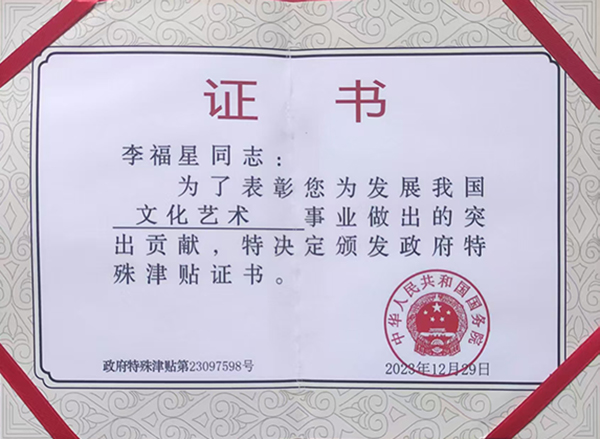 证书
李福星同志：
为了表彰您为发展我国
文化艺术 事业做出的突
出贡献，特决定颁发政府特
殊津贴证书。
中华人民共和国国务院
政府特殊津贴第23097598号
2023年12月29日